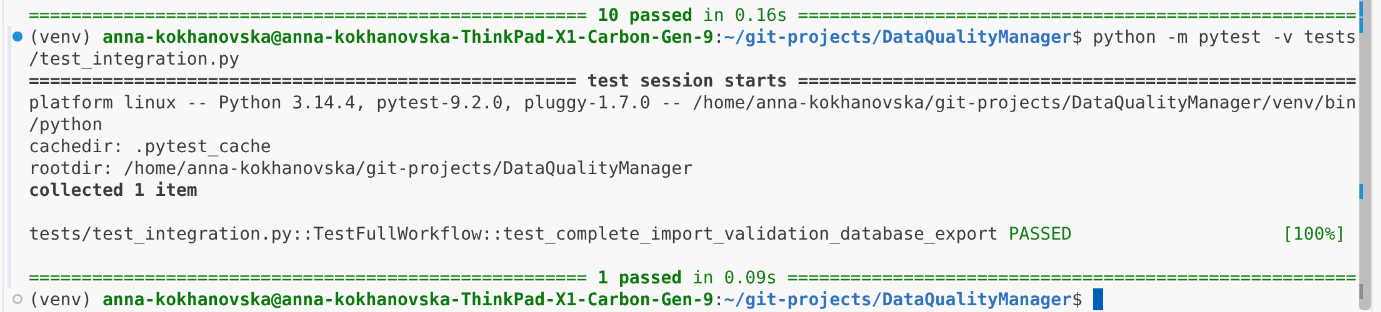 ===================================================== 10 passed in 0.16s =====================================================
(venv) anna-kokhanovska@anna-kokhanovska-ThinkPad-X1-Carbon-Gen-9:~/git-projects/DataQualityManager$ python -m pytest -v tests
/test_integration.py
==================================================== test session starts =====================================================
platform linux -- Python 3.14.4, pytest-9.2.0, pluggy-1.7.0 -- /home/anna-kokhanovska/git-projects/DataQualityManager/venv/bin
/python
cachedir: .pytest_cache
rootdir: /home/anna-kokhanovska/git-projects/DataQualityManager
collected 1 item
tests/test_integration.py::TestFullWorkflow::test_complete_import_validation_database_export PASSED                    [100%]
===================================================== 1 passed in 0.09s ======================================================
(venv) anna-kokhanovska@anna-kokhanovska-ThinkPad-X1-Carbon-Gen-9:~/git-projects/DataQualityManager$